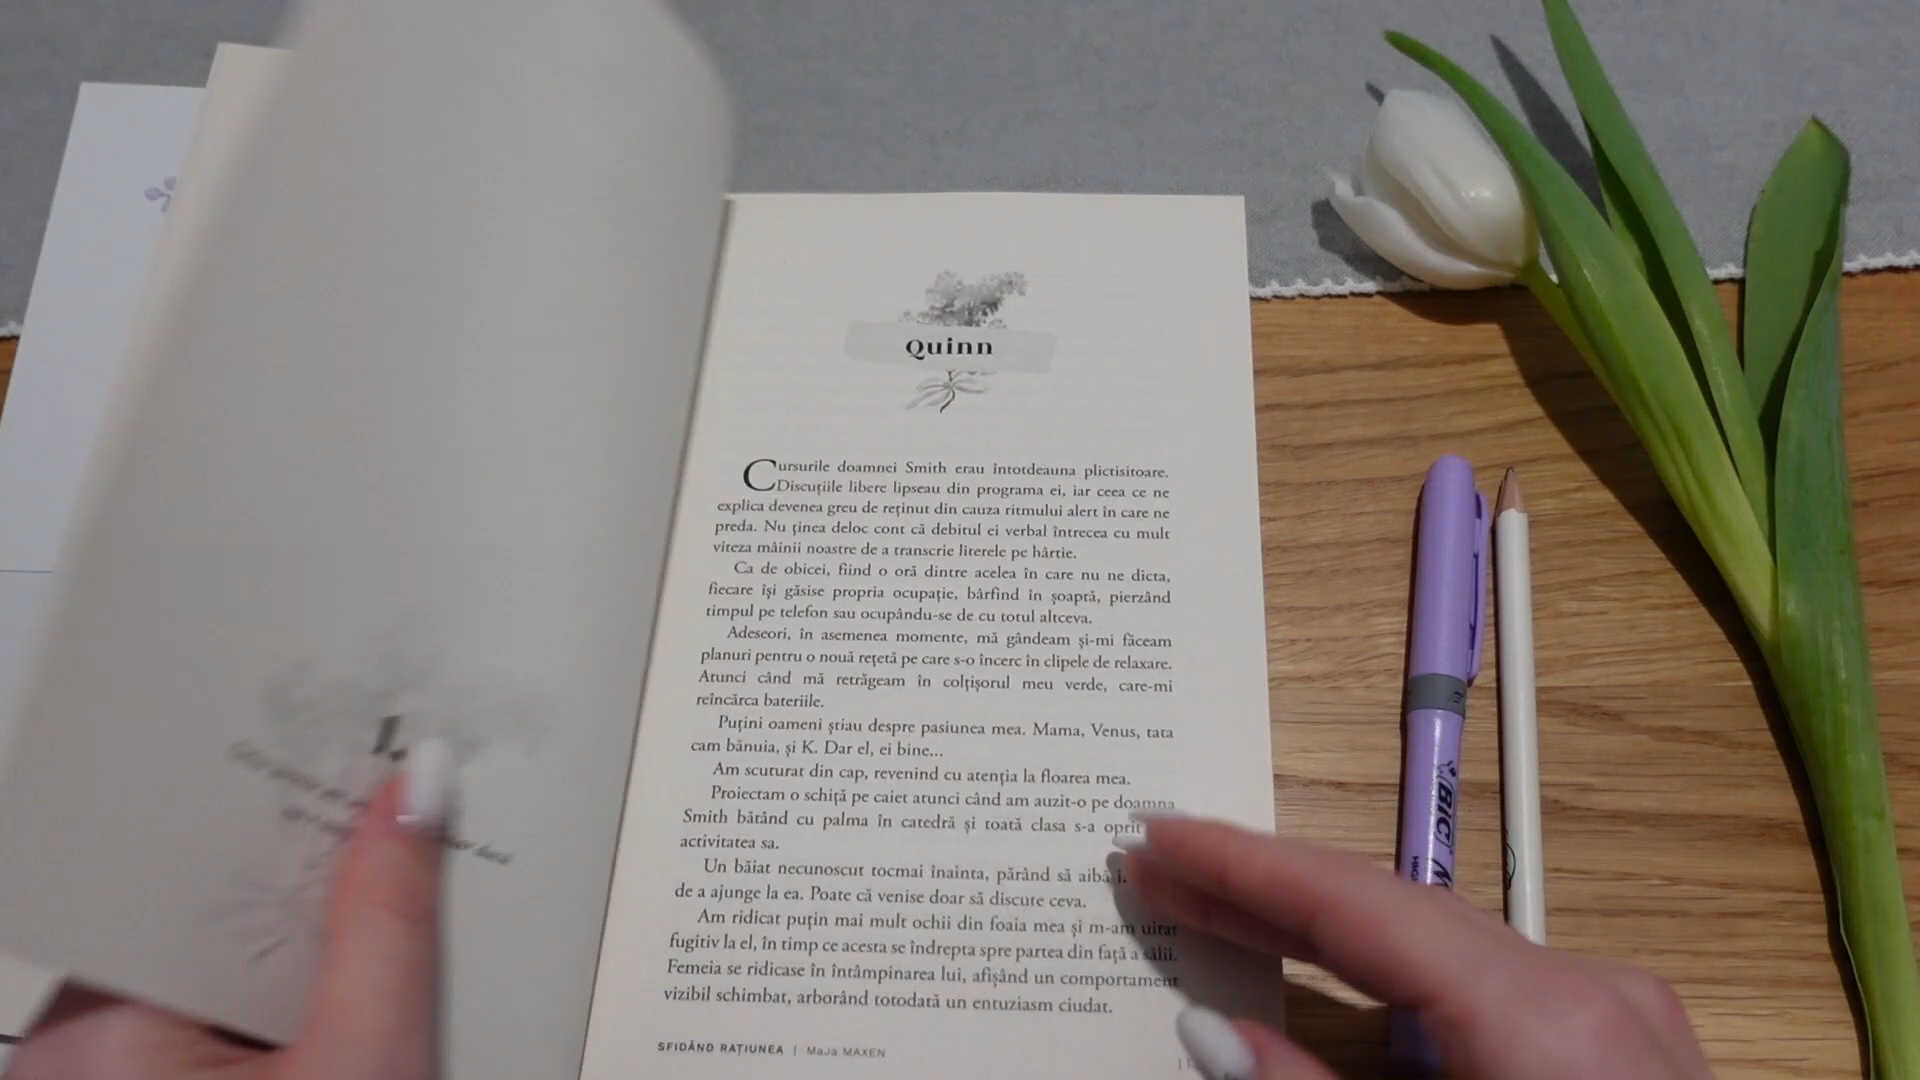 Quinn
Cursurile doamnei Smith erau întotdeauna plictisitoare.
Discuțiile libere lipseau din programa ei, iar ceea ce ne
explica devenea greu de reținut din cauza ritmului alert în care ne
preda. Nu ținea deloc cont că debitul ei verbal întrecea cu mult
viteza mâinii noastre de a transcrie literele pe hârtie.
Ca de obicei, fiind o oră dintre acelea în care nu ne dicta,
fiecare își găsise propria ocupație, bârfind în șoaptă, pierzând
timpul pe telefon sau ocupându-se de cu totul altceva.
Adeseori, în asemenea momente, mă gândeam și-mi făceam
planuri pentru o nouă rețetă pe care s-o încerc în clipele de relaxare.
Atunci când mă retrăgeam în colțișorul meu verde, care-mi
reîncărca bateriile.
Puțini oameni știau despre pasiunea mea. Mama, Venus, tata
cam bănuia, și K. Dar el, ei bine...
Am scuturat din cap, revenind cu atenția la floarea mea.
Proiectam o schiță pe caiet atunci când am auzit-o pe doamna
Smith bătând cu palma în catedră și toată clasa s-a oprit
activitatea sa.
Un băiat necunoscut tocmai înainta, părând să aibă
de a ajunge la ea. Poate că venise doar să discute ceva.
Am ridicat puțin mai mult ochii din foaia mea și m-am uitat
fugitiv la el, în timp ce acesta se îndrepta spre partea din față a sălii.
Femeia se ridicase în întâmpinarea lui, afișând un comportament
vizibil schimbat, arborând totodată un entuziasm ciudat.
SFIDÂND RAȚIUNEA | MaJa MAXEN
BIC